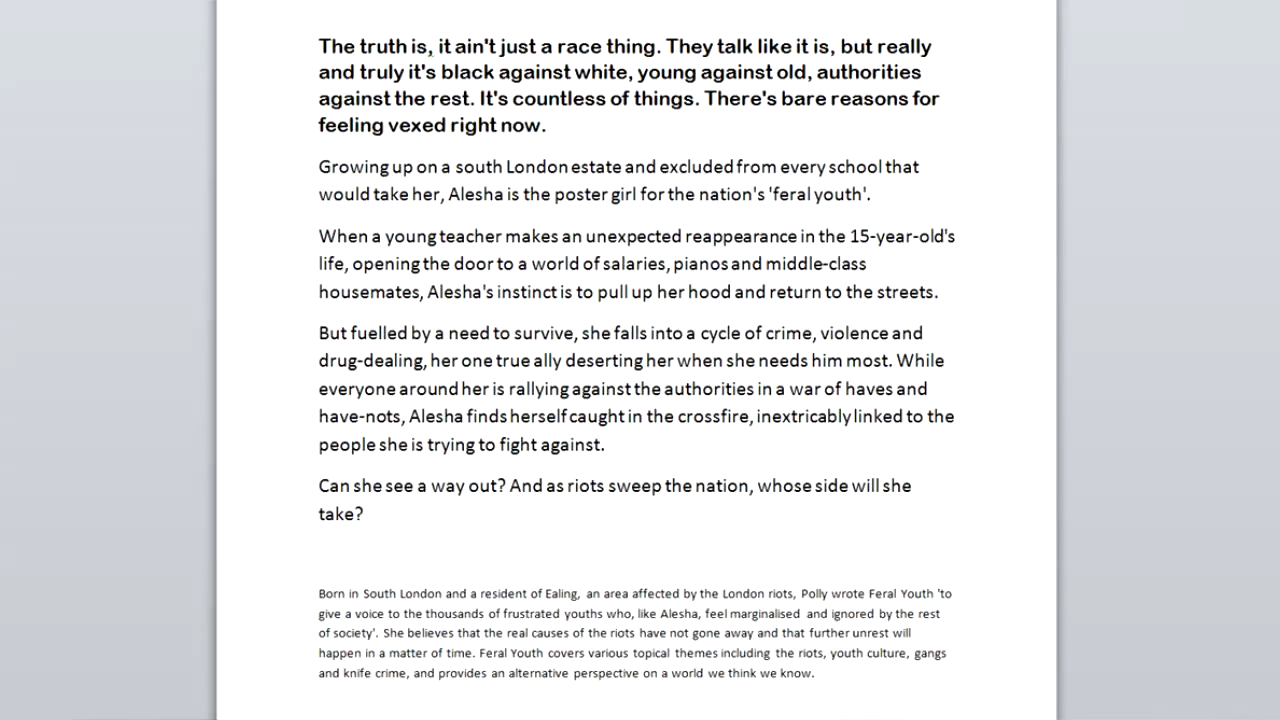 The truth is, it ain't just a race thing. They talk like it is, but really
and truly it's black against white, young against old, authorities
against the rest. It's countless of things. There's bare reasons for
feeling vexed right now.
Growing up on a south London estate and excluded from every school that
would take her, Alesha is the poster girl for the nation's 'feral youth'.
When a young teacher makes an unexpected reappearance in the 15-year-old's
life, opening the door to a world of salaries, pianos and middle-class
housemates, Alesha's instinct is to pull up her hood and return to the streets.
But fuelled by a need to survive, she falls into a cycle of crime, violence and
drug-dealing, her one true ally deserting her when she needs him most. While
everyone around her is rallying against the authorities in a war of haves and
have-nots, Alesha finds herself caught in the crossfire, inextricably linked to the
people she is trying to fight against.
Can she see a way out? And as riots sweep the nation, whose side will she
take?
Born in South London and a resident of Ealing, an area affected by the London riots, Polly wrote Feral Youth 'to
give a voice to the thousands of frustrated youths who, like Alesha, feel marginalised and ignored by the rest
of society'. She believes that the real causes of the riots have not gone away and that further unrest will
happen in a matter of time. Feral Youth covers various topical themes including the riots, youth culture, gangs
and knife crime, and provides an alternative perspective on a world we think we know.